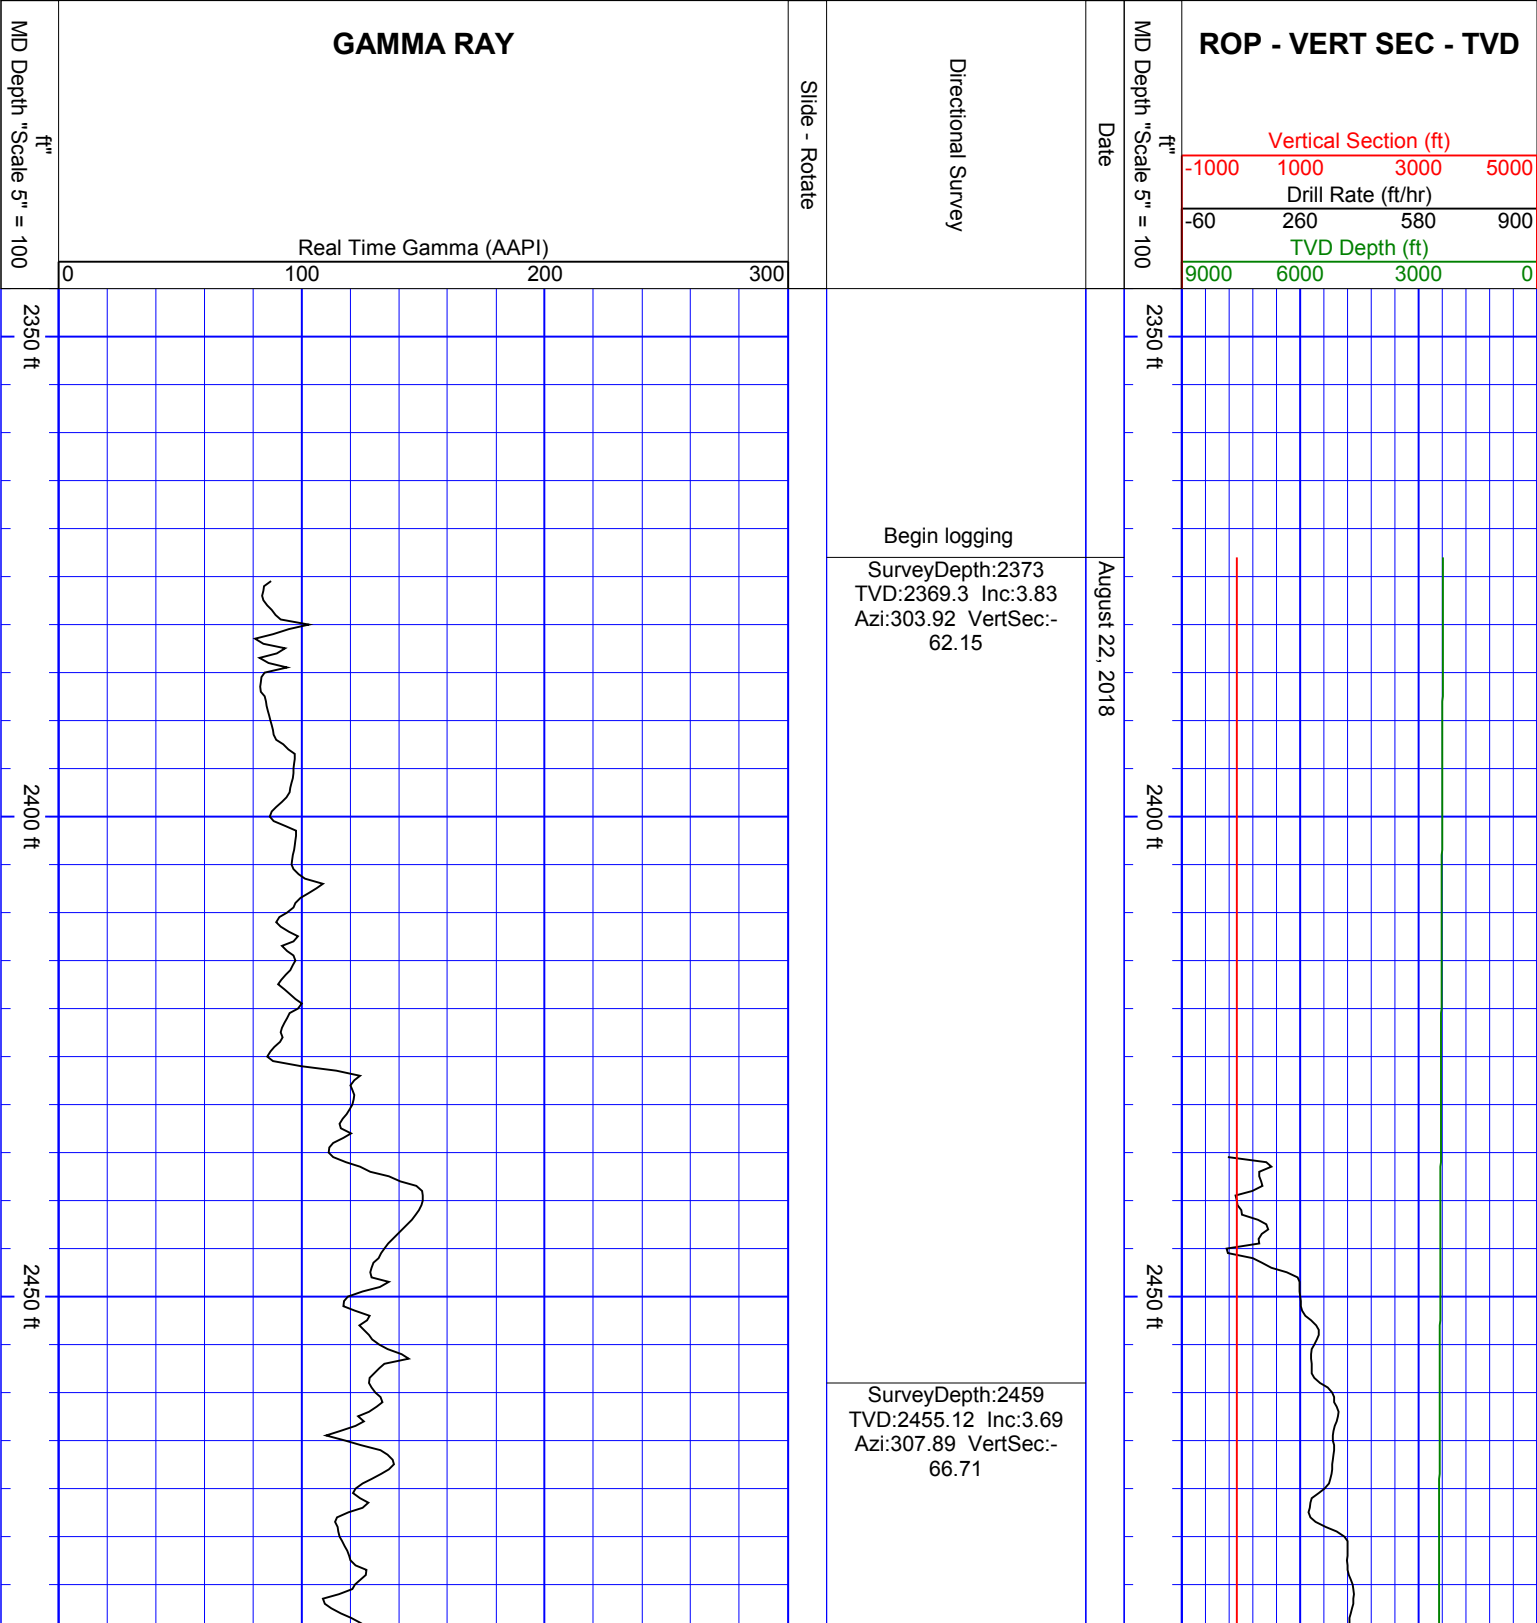 MD Depth "Scale 5" = 100
ft"
GAMMA RAY
Real Time Gamma (AAPI)
0 100 200 300
Slide - Rotate
Directional Survey
Date
MD Depth "Scale 5" = 100
ft"
ROP - VERT SEC - TVD
Vertical Section (ft)
-1000 1000 3000 5000
Drill Rate (ft/hr)
-60 260 580 900
TVD Depth (ft)
9000 6000 3000 0
2350 ft
2350 ft
Begin logging
SurveyDepth:2373
TVD:2369.3 Inc:3.83
Azi:303.92 VertSec:-
62.15
August 22, 2018
2400 ft
2400 ft
2450 ft
2450 ft
SurveyDepth:2459
TVD:2455.12 Inc:3.69
Azi:307.89 VertSec:-
66.71